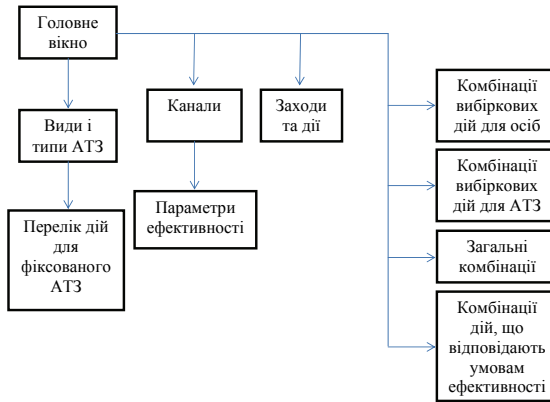 Головне
вікно
Види і
типи АТЗ
Перелік дій
для
фіксованого
АТЗ
Канали
Параметри
ефективності
Заходи
та дії
Комбінації
вибіркових
дій для осіб
Комбінації
вибіркових
дій для АТЗ
Загальні
комбінації
Комбінації
дій, що
відповідають
умовам
ефективності